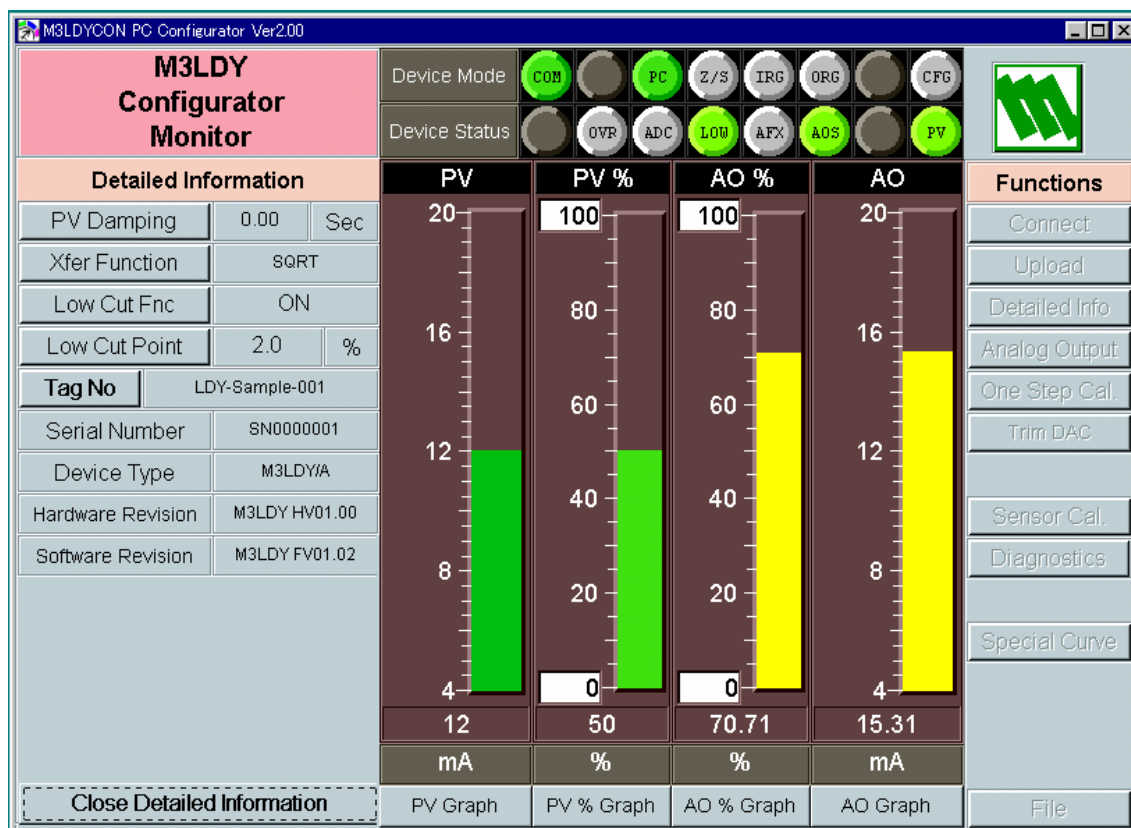 M3LDYCON PC Configurator Ver2.00
M3LDY
Configurator
Monitor
Device Mode COM PC Z/S IRG ORG CFG
Device Status OVR ADC LOW AFX AOS PV
Detailed Information
PV Damping 0.00 Sec
Xfer Function SQRT
Low Cut Fnc ON
Low Cut Point 2.0 %
Tag No LDY-Sample-001
Serial Number SN0000001
Device Type M3LDY/A
Hardware Revision M3LDY HV01.00
Software Revision M3LDY FV01.02
Close Detailed Information
PV
20
16
12
8
4
12
mA
PV Graph
PV %
100
80
60
40
20
0
50
%
PV % Graph
AO %
100
80
60
40
20
0
70.71
%
AO % Graph
AO
20
16
12
8
4
15.31
mA
AO Graph
Functions
Connect
Upload
Detailed Info
Analog Output
One Step Cal.
Trim DAC
Sensor Cal.
Diagnostics
Special Curve
File